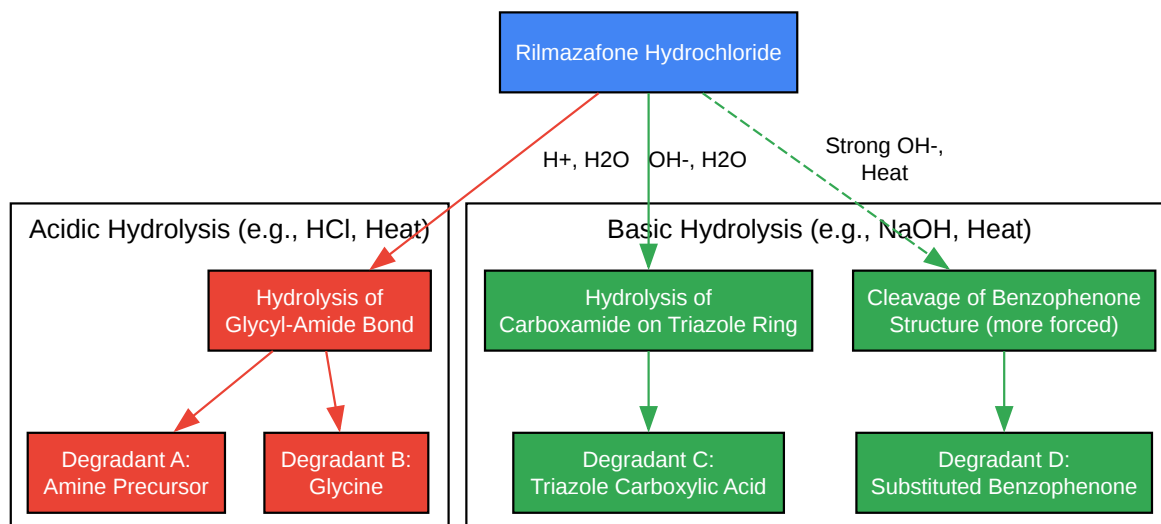 Rilmazafone Hydrochloride
H+, H2O
OH-, H2O
Strong OH-,
Heat
Acidic Hydrolysis (e.g., HCl, Heat)
Basic Hydrolysis (e.g., NaOH, Heat)
Hydrolysis of
Glycyl-Amide Bond
Hydrolysis of
Carboxamide on Triazole Ring
Cleavage of Benzophenone
Structure (more forced)
Degradant A:
Amine Precursor
Degradant B:
Glycine
Degradant C:
Triazole Carboxylic Acid
Degradant D:
Substituted Benzophenone